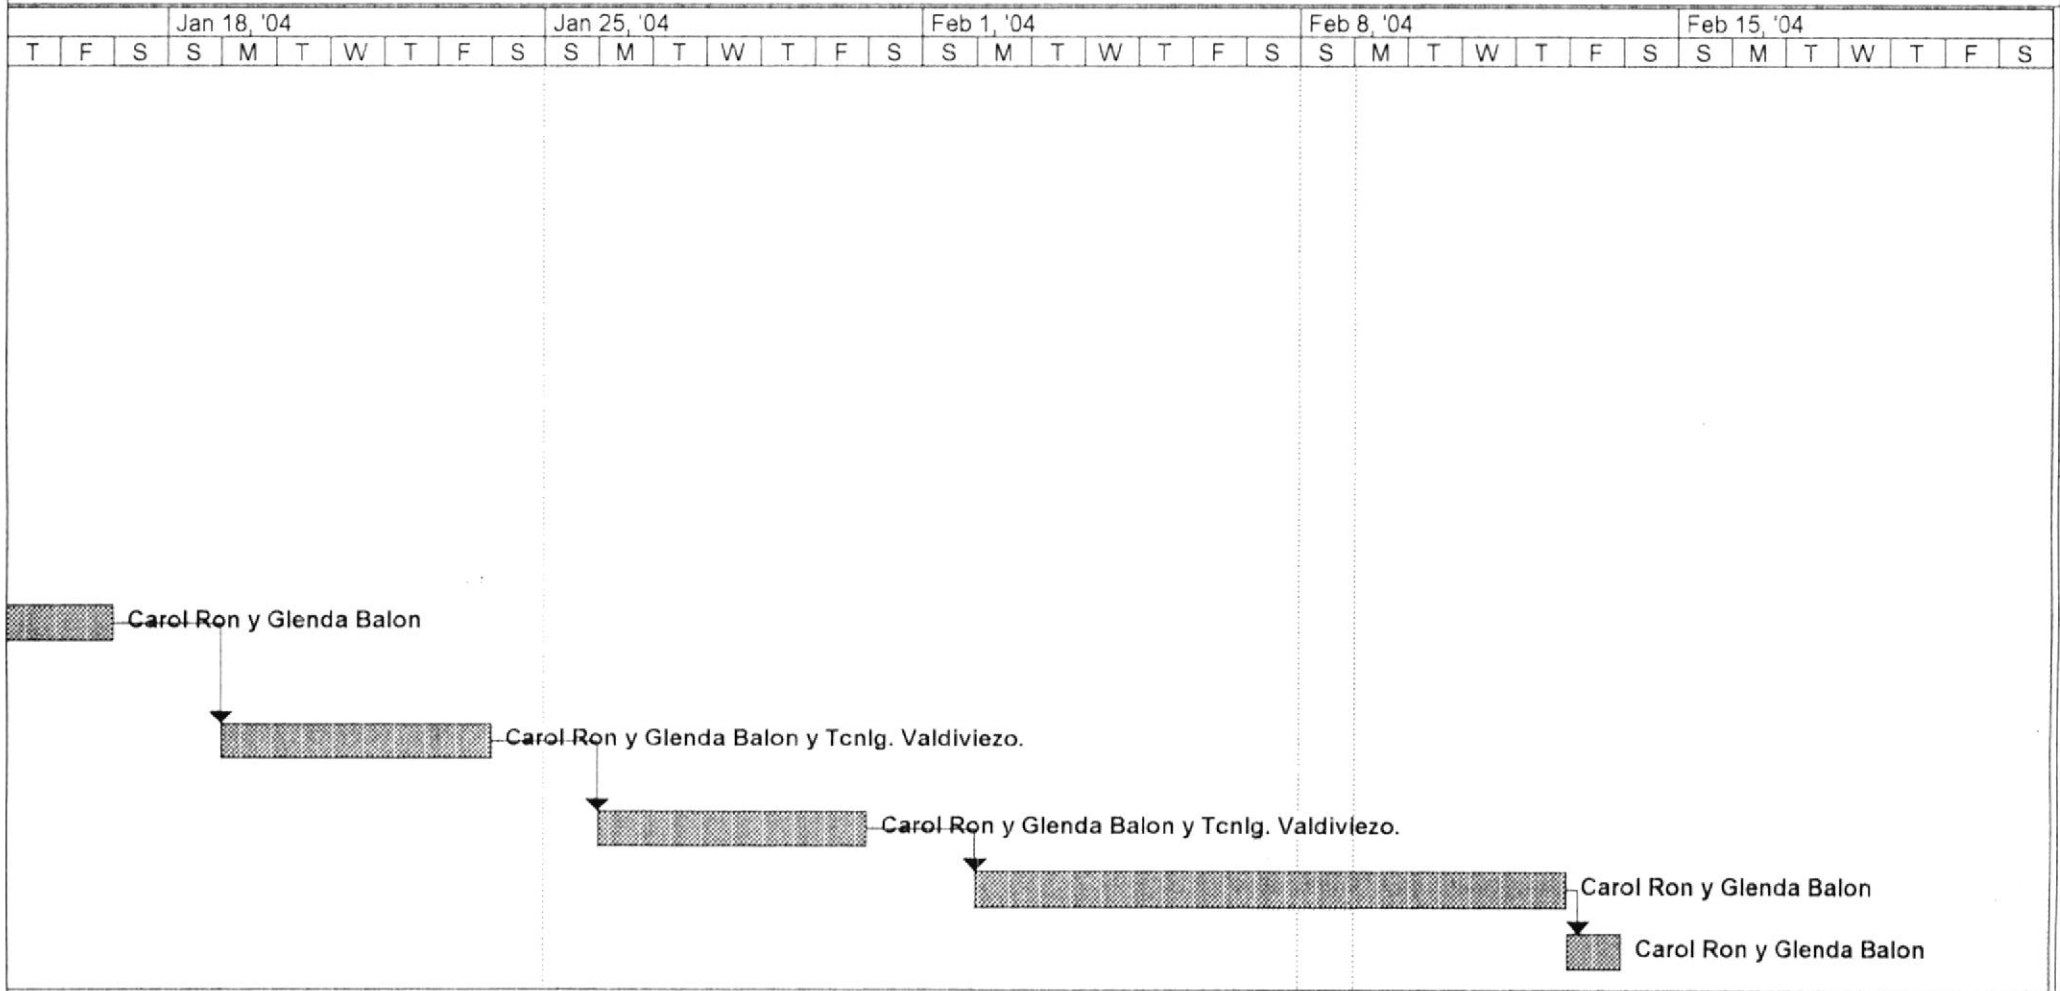 Jan 18, '04 Jan 25, '04 Feb 1, '04 Feb 8, '04 Feb 15, '04
T F S S M T W T F S S M T W T F S S M T W T F S S M T W T F S S M T W T F S
Carol Ron y Glenda Balon
Carol Ron y Glenda Balon y Tcnlg. Valdiviezo.
Carol Ron y Glenda Balon y Tcnlg. Valdiviezo.
Carol Ron y Glenda Balon
Carol Ron y Glenda Balon